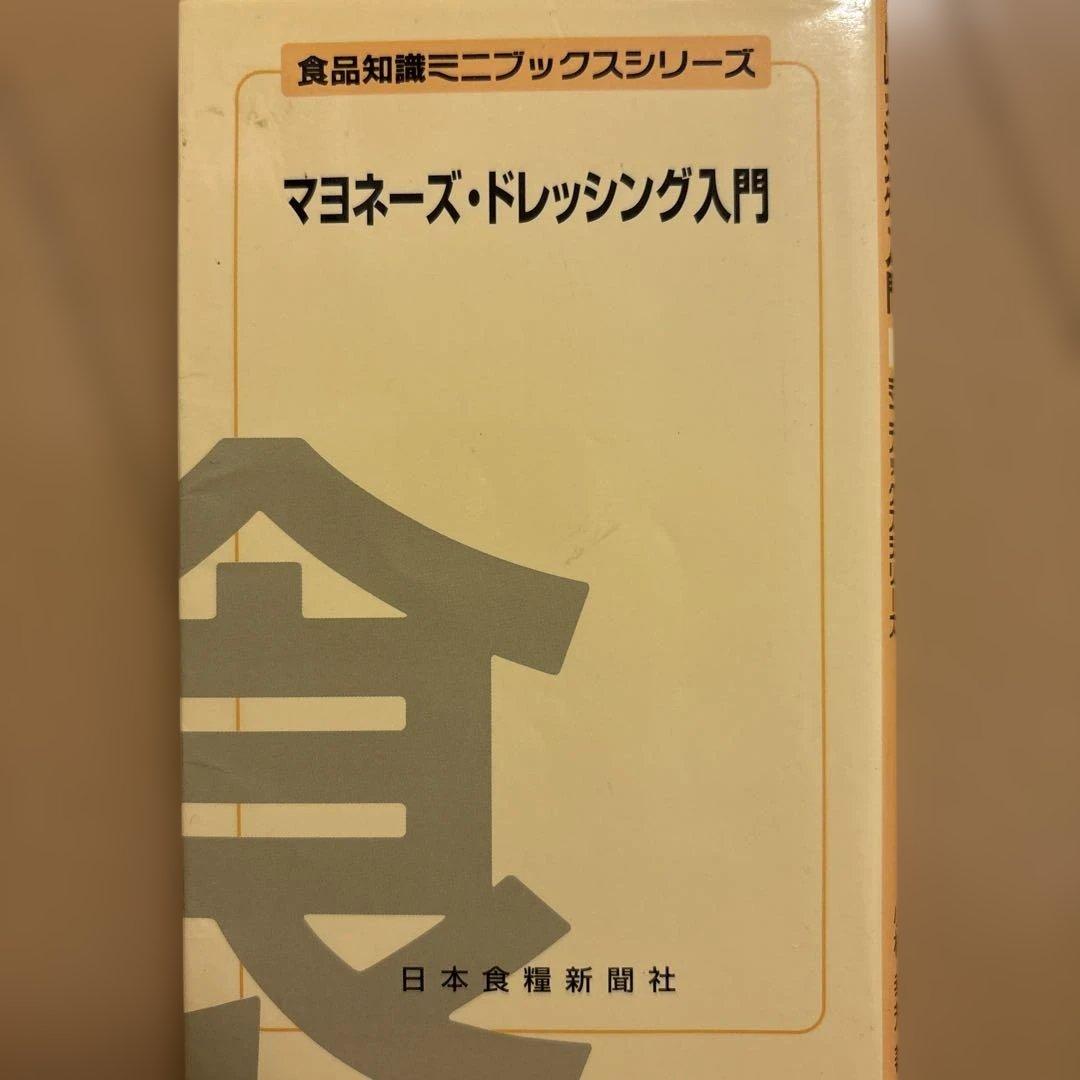 食品知識ミニブックスシリーズ
マヨネーズ・ドレッシング入門
食
日本食糧新聞社